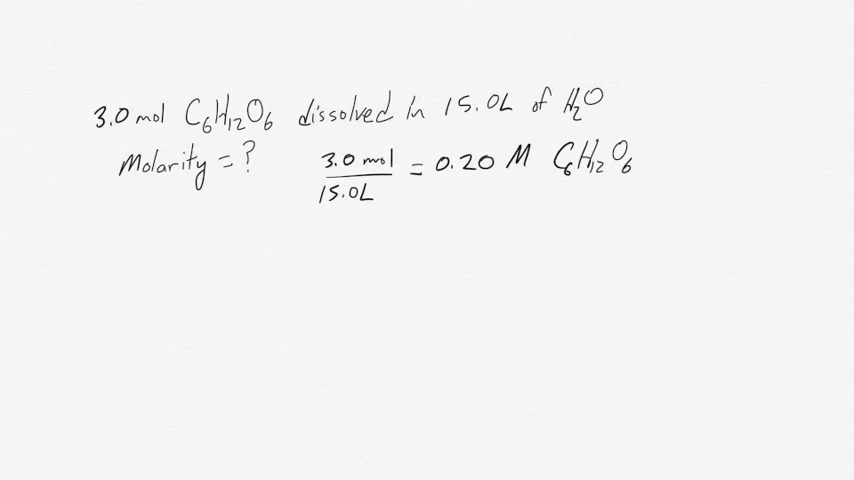 3.0 mol C₆H₁₂O₆ dissolved in 15.0L of H₂O
Molarity = ? 3.0 mol / 15.0L = 0.20 M C₆H₁₂O₆